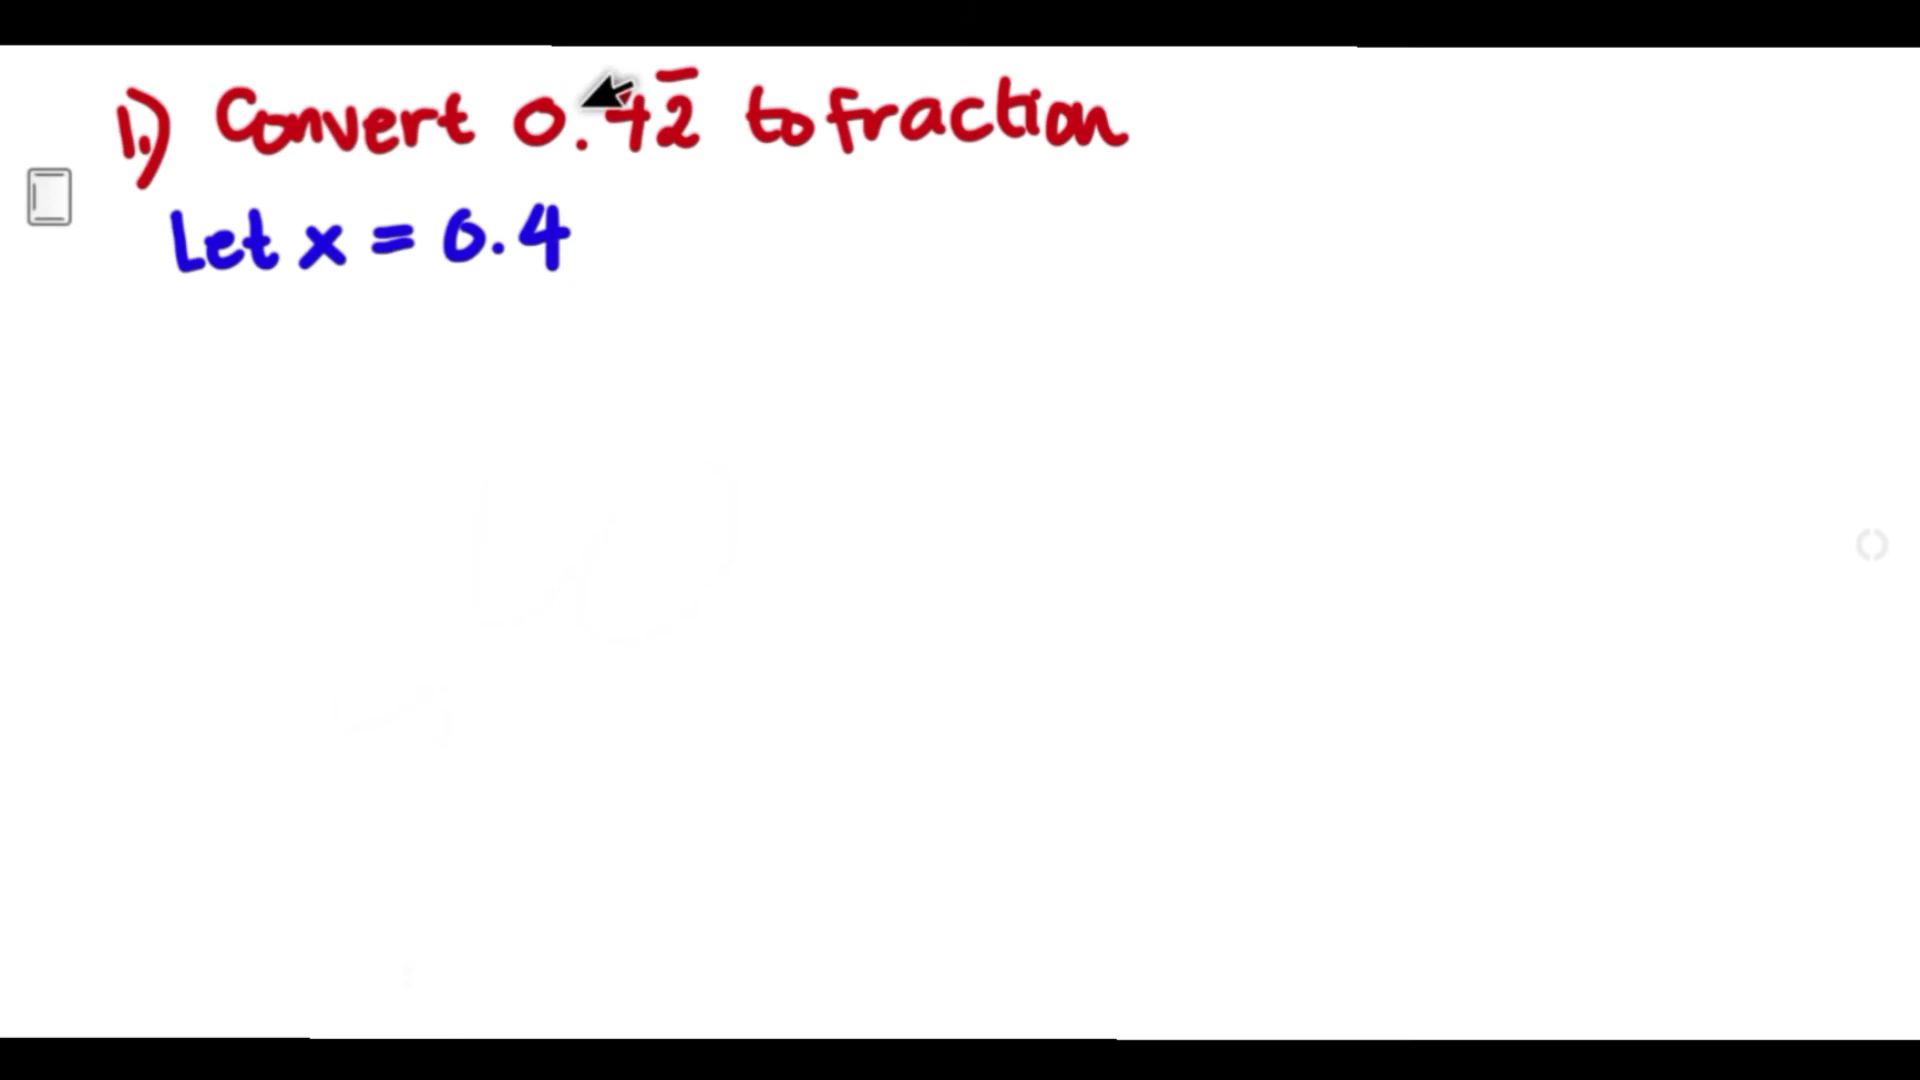 1.) Convert 0.42̅ to fraction
Let x = 0.4